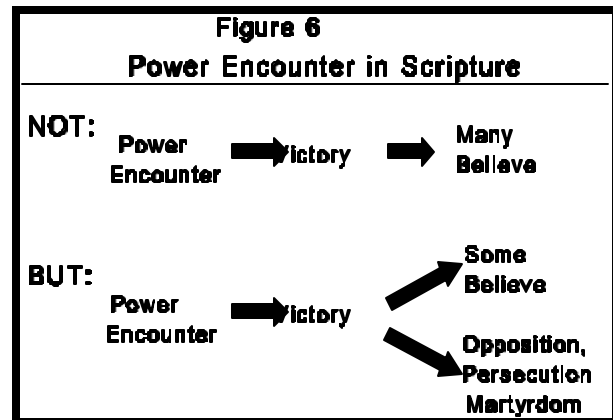 Figure 6
Power Encounter in Scripture
NOT:
Power
Encounter
Victory
Many
Believe
BUT:
Power
Encounter
Victory
Some
Believe
Opposition,
Persecution
Martyrdom